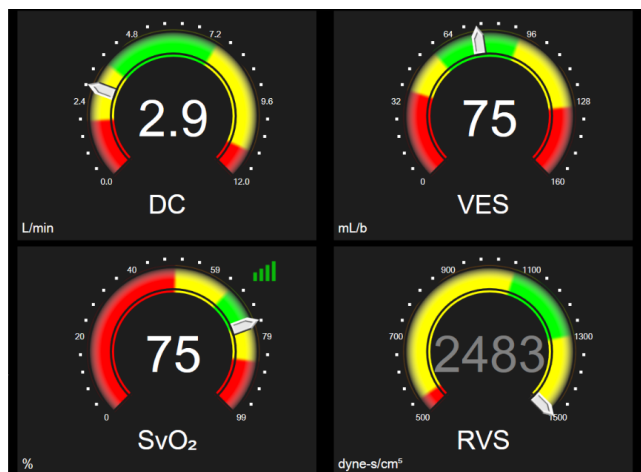 4.8 7.2
2.4 9.6
2.9
0.0 12.0
DC
L/min
64 96
32 128
75
0 160
VES
mL/b
40 59
20 79
75
0 99
SvO₂
%
900 1100
700 1300
2483
500 1500
RVS
dyne-s/cm⁵